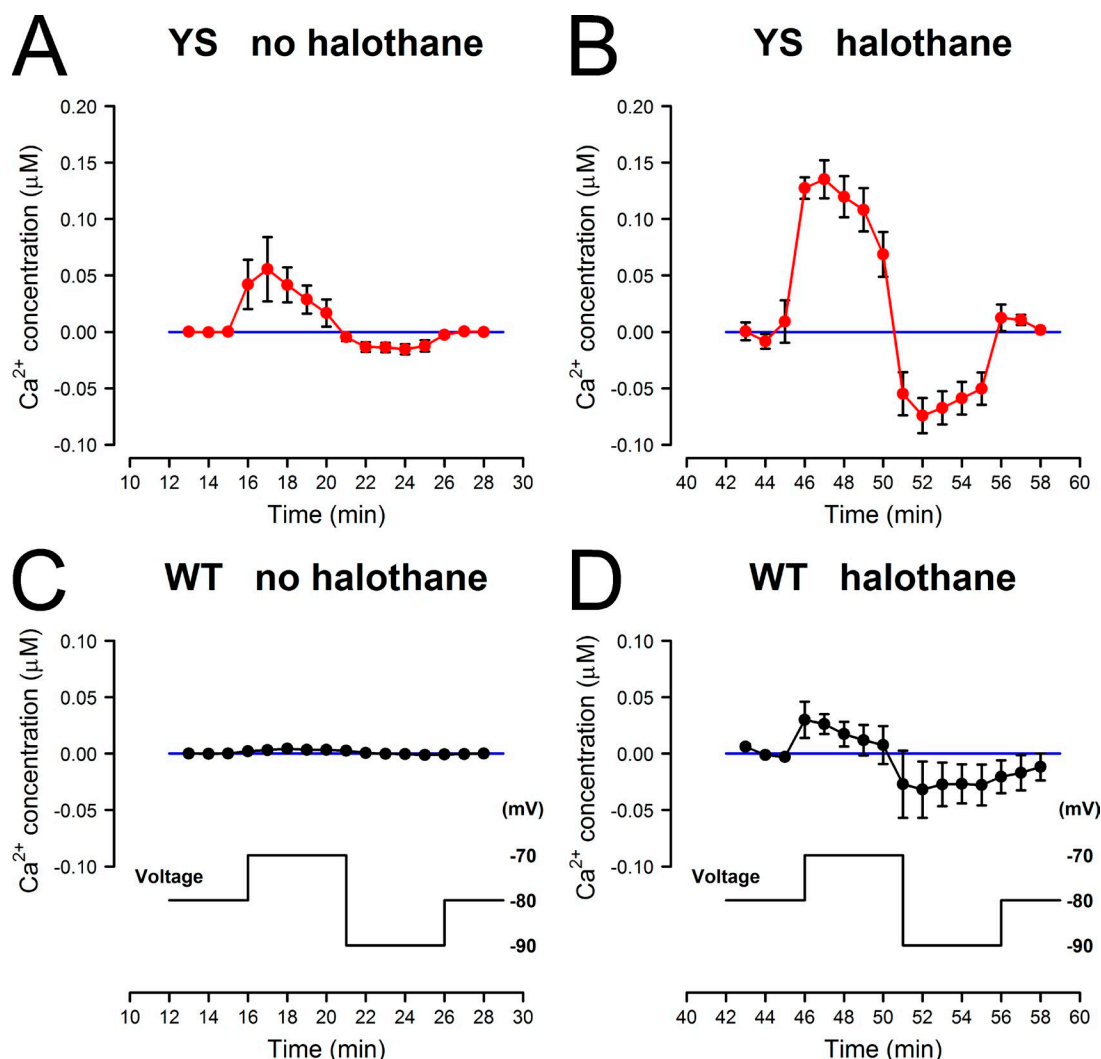 A
YS no halothane
0.20
0.15
0.10
0.05
0.00
-0.05
-0.10
Ca2+ concentration (μM)
10 12 14 16 18 20 22 24 26 28 30
Time (min)
B
YS halothane
0.20
0.15
0.10
0.05
0.00
-0.05
-0.10
Ca2+ concentration (μM)
40 42 44 46 48 50 52 54 56 58 60
Time (min)
C
WT no halothane
0.10
0.05
0.00
-0.05
-0.10
Ca2+ concentration (μM)
(mV)
-70
Voltage
-80
-90
10 12 14 16 18 20 22 24 26 28 30
Time (min)
D
WT halothane
0.10
0.05
0.00
-0.05
-0.10
Ca2+ concentration (μM)
(mV)
-70
Voltage
-80
-90
40 42 44 46 48 50 52 54 56 58 60
Time (min)